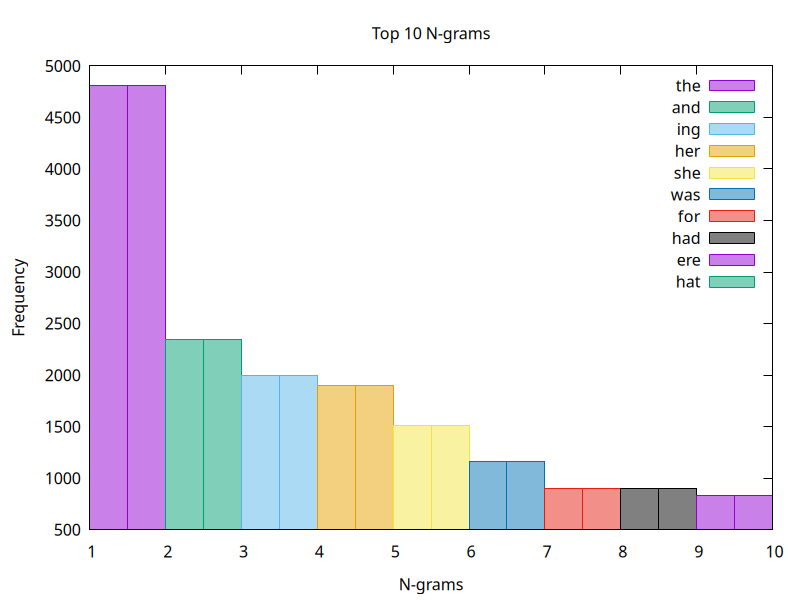 Top 10 N-grams
5000
4500
4000
3500
3000
2500
2000
1500
1000
500
Frequency
the
and
ing
her
she
was
for
had
ere
hat
1 2 3 4 5 6 7 8 9 10
N-grams